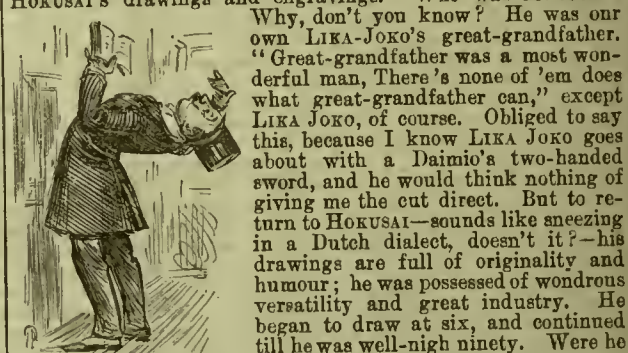 HOKUSAI's drawings and engravings.
Why, don't you know? He was our
own LIKA-JOKO's great-grandfather.
"Great-grandfather was a most won-
derful man, There's none of 'em does
what great-grandfather can," except
LIKA JOKO, of course. Obliged to say
this, because I know LIKA JOKO goes
about with a Daimio's two-handed
sword, and he would think nothing of
giving me the cut direct. But to re-
turn to HOKUSAI—sounds like sneezing
in a Dutch dialect, doesn't it?—his
drawings are full of originality and
humour; he was possessed of wondrous
versatility and great industry. He
began to draw at six, and continued
till he was well-nigh ninety. Were he